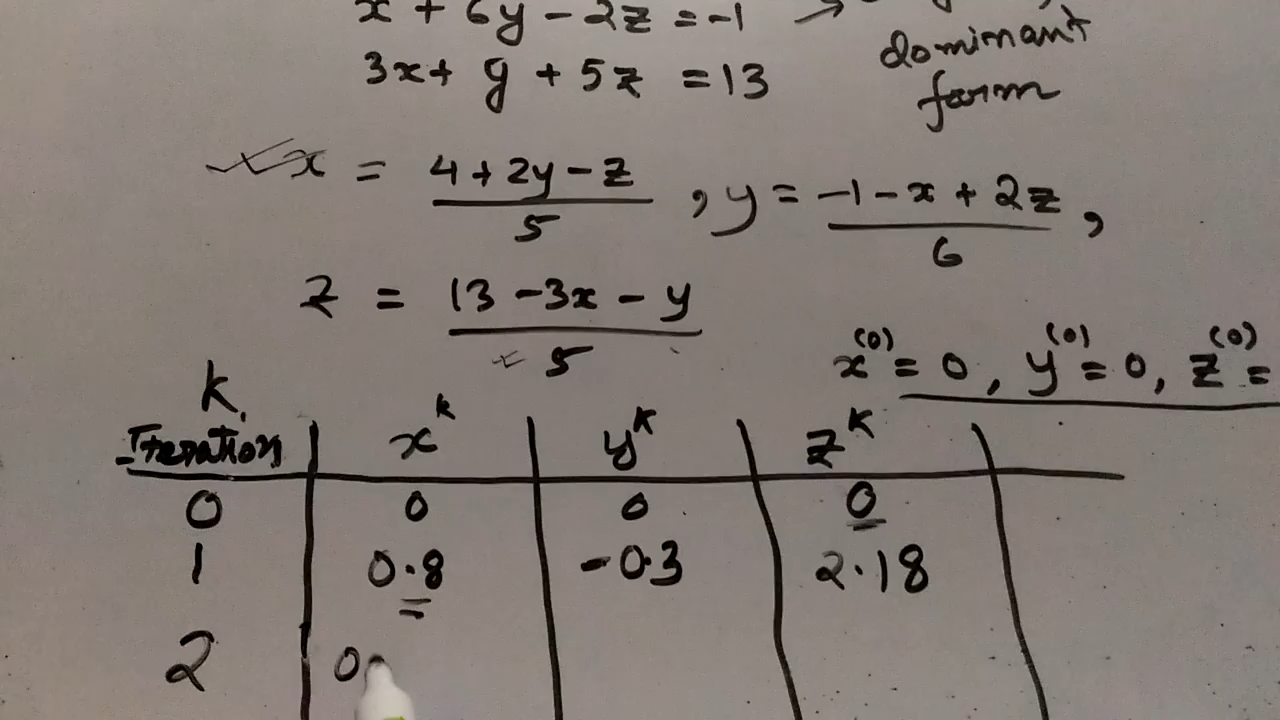 x + 6y - 2z = -1 →
dominant
3x + y + 5z = 13
form
x = 4 + 2y - z / 5 , y = -1 - x + 2z / 6 ,
z = 13 - 3x - y / 5
x^(0) = 0, y^(0) = 0, z^(0) =
k
Iteration x^k y^k z^k
0 0 0 0
1 0.8 -0.3 2.18
2 0.